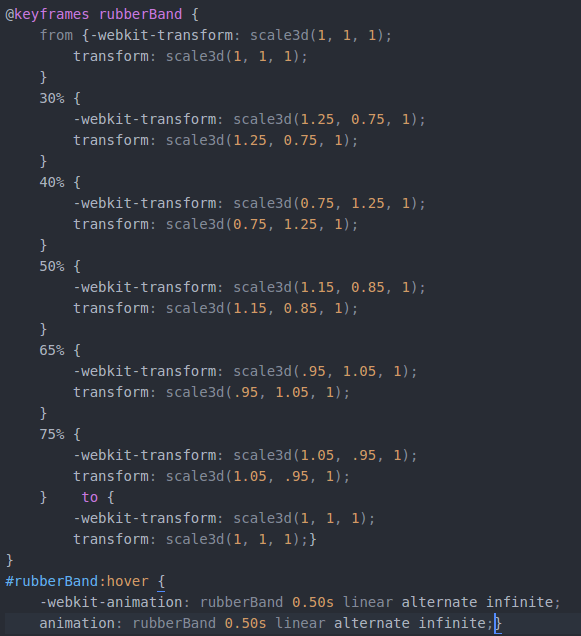 @keyframes rubberBand {
    from {-webkit-transform: scale3d(1, 1, 1);
        transform: scale3d(1, 1, 1);
    }
    30% {
        -webkit-transform: scale3d(1.25, 0.75, 1);
        transform: scale3d(1.25, 0.75, 1);
    }
    40% {
        -webkit-transform: scale3d(0.75, 1.25, 1);
        transform: scale3d(0.75, 1.25, 1);
    }
    50% {
        -webkit-transform: scale3d(1.15, 0.85, 1);
        transform: scale3d(1.15, 0.85, 1);
    }
    65% {
        -webkit-transform: scale3d(.95, 1.05, 1);
        transform: scale3d(.95, 1.05, 1);
    }
    75% {
        -webkit-transform: scale3d(1.05, .95, 1);
        transform: scale3d(1.05, .95, 1);
    }    to {
        -webkit-transform: scale3d(1, 1, 1);
        transform: scale3d(1, 1, 1);}
}
#rubberBand:hover {
    -webkit-animation: rubberBand 0.50s linear alternate infinite;
    animation: rubberBand 0.50s linear alternate infinite;}